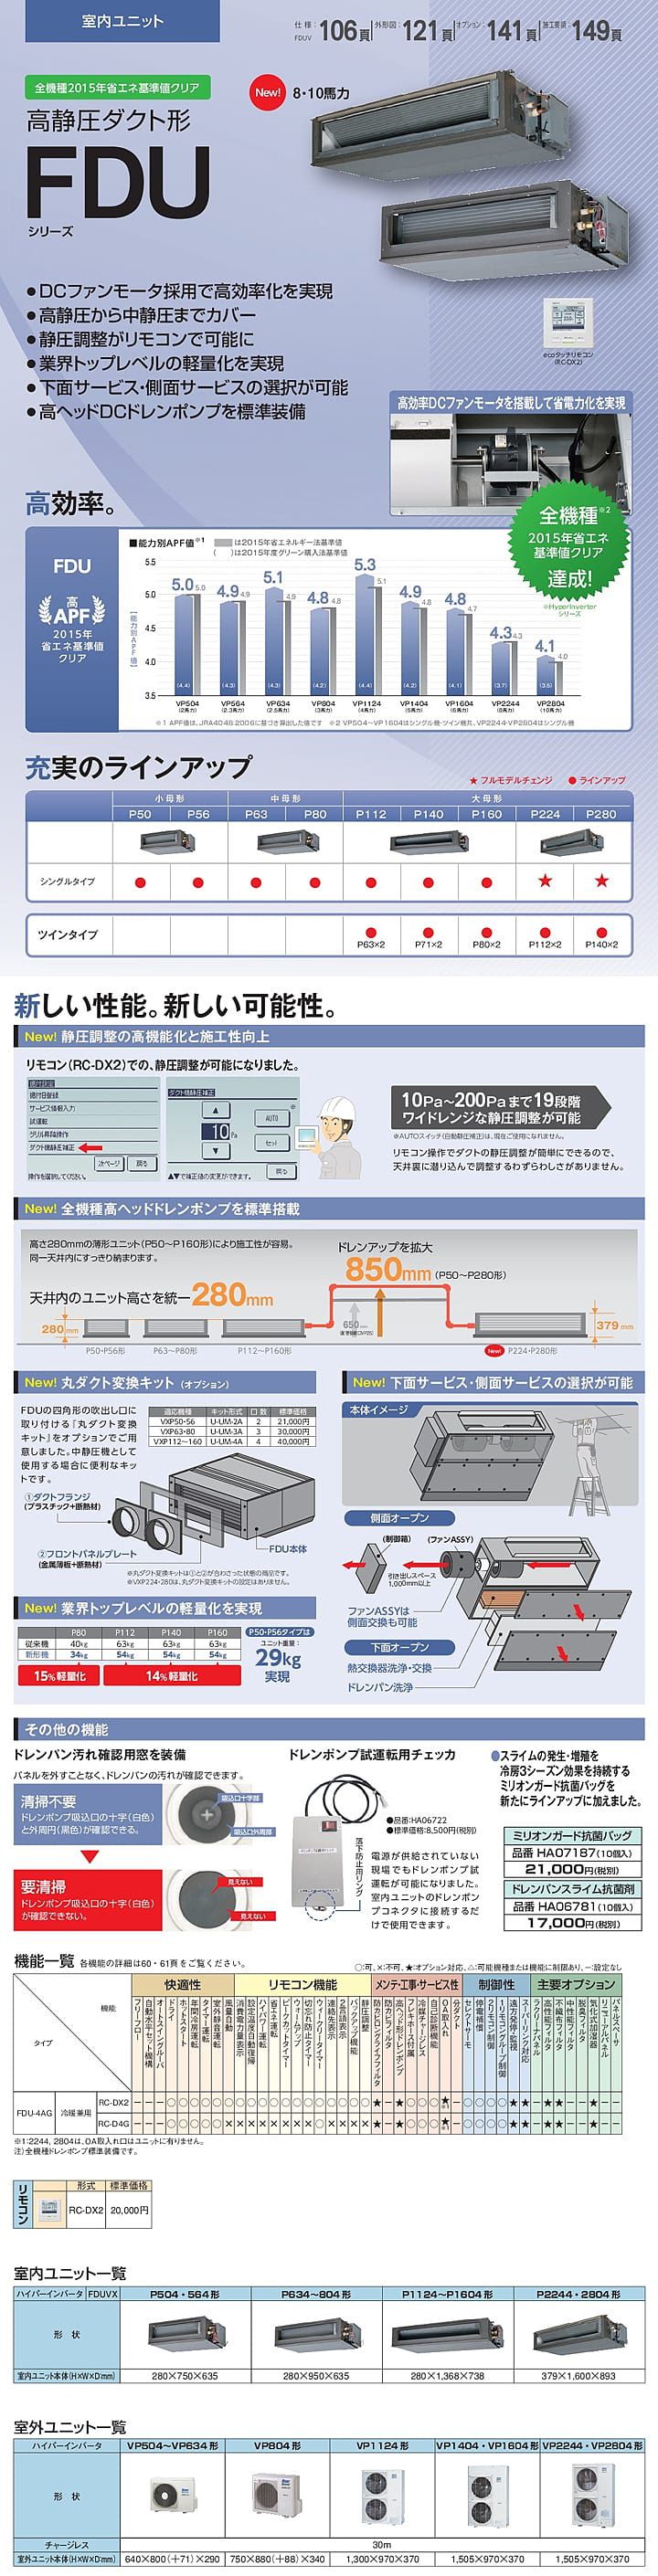 室内ユニット
仕様: FDUV 106頁 外形図: 121頁 オプション: 141頁 施工要領: 149頁
全機種2015年省エネ基準値クリア
New! 8・10馬力
高静圧ダクト形
FDU
シリーズ
●DCファンモータ採用で高効率化を実現
●高静圧から中静圧までカバー
●静圧調整がリモコンで可能に
●業界トップレベルの軽量化を実現
●下面サービス・側面サービスの選択が可能
●高ヘッドDCドレンポンプを標準装備
ecoタッチリモコン
(RC-DX2)
高効率DCファンモータを搭載して省電力化を実現
高効率。
全機種※2
2015年省エネ
基準値クリア
達成!
※HyperInverter
シリーズ
FDU
高
APF
2015年
省エネ基準値
クリア
■能力別APF値※1
は2015年省エネルギー法基準値
( )は2015年度グリーン購入法基準値
【能力別APF値】
5.5
5.0
4.5
4.0
3.5
5.0 5.0 4.9 4.9 5.1 4.9 4.8 4.8 5.3 5.1 4.9 4.8 4.8 4.7 4.3 4.3 4.1 4.0
(4.4) (4.3) (4.3) (4.2) (4.4) (4.2) (4.1) (3.7) (3.5)
VP504 VP564 VP634 VP804 VP1124 VP1404 VP1604 VP2244 VP2804
(2馬力) (2.3馬力) (2.5馬力) (3馬力) (4馬力) (5馬力) (6馬力) (8馬力) (10馬力)
※1 APF値は、JRA4048:2006に基づき算出した値です ※2 VP504～VP1604はシングル機・ツイン機共、VP2244・VP2804はシングル機
充実のラインアップ
★ フルモデルチェンジ ● ラインアップ
小母形 中母形 大母形
P50 P56 P63 P80 P112 P140 P160 P224 P280
シングルタイプ ● ● ● ● ● ● ● ★ ★
ツインタイプ ● ● ● ● ●
P63×2 P71×2 P80×2 P112×2 P140×2
新しい性能。新しい可能性。
New! 静圧調整の高機能化と施工性向上
リモコン(RC-DX2)での、静圧調整が可能になりました。
据付設定
据付日登録
サービス情報入力
試運転
ダクト機静圧補正
次ページ 戻る
操作を選択してください。
ダクト機静圧補正
▲
10Pa
▼
AUTO ※
セット
戻る
▲▼で補正値の変更ができます。
10Pa～200Paまで19段階
ワイドレンジな静圧調整が可能
※AUTOスイッチ(自動静圧補正)は、現在ご使用になれません。
リモコン操作でダクトの静圧調整が簡単にできるので、
天井裏に潜り込んで調整するわずらわしさがありません。
New! 全機種高ヘッドドレンポンプを標準搭載
高さ280mmの薄形ユニット(P50～P160形)により施工性が容易。
同一天井内にすっきり納まります。
ドレンアップを拡大
850mm (P50～P280形)
天井内のユニット高さを統一280mm
280mm
650mm
379mm
P50・P56形 P63～P80形 P112～P160形 New! P224・P280形
New! 丸ダクト変換キット (オプション)
FDUの四角形の吹出し口に
取り付ける『丸ダクト変換
キット』をオプションでご用
意しました。中静圧機として
使用する場合に便利なキッ
トです。
適応機種 キット形式 口 数 標準価格
VXP50・56 U-UM-2A 2 21,000円
VXP63・80 U-UM-3A 3 30,000円
VXP112～160 U-UM-4A 4 40,000円
①ダクトフランジ
(プラスチック+断熱材)
②フロントパネルプレート
(金属薄板+断熱材)
FDU本体
※丸ダクト変換キットは①と②が合わさった状態の商品です。
※VXP224・280は、丸ダクト変換キットの設定はありません。
New! 業界トップレベルの軽量化を実現
P80 P112 P140 P160
従来機 40kg 63kg 63kg 63kg
新形機 34kg 54kg 54kg 54kg
15%軽量化 14%軽量化
P50・P56タイプは
ユニット重量:
29kg
実現
New! 下面サービス・側面サービスの選択が可能
本体イメージ
側面オープン
(制御箱) (ファンASSY)
引き出しスペース
1,000mm以上
ファンASSYは
側面交換も可能
下面オープン
熱交換器洗浄・交換
ドレンパン洗浄
その他の機能
ドレンパン汚れ確認用窓を装備
パネルを外すことなく、ドレンパンの汚れが確認できます。
清掃不要
ドレンポンプ吸込口の十字(白色)
と外周円(黒色)が確認できる。
吸込口十字部
吸込口外周部
要清掃
ドレンポンプ吸込口の十字(白色)
が確認できない。
見えない
見えない
ドレンポンプ試運転用チェッカ
●品番:HA06722
●標準価格:8,500円(税別)
落下防止用リング
電源が供給されていない
現場でもドレンポンプ試
運転が可能になりました。
室内ユニットのドレンポン
プコネクタに接続するだ
けで使用できます。
●スライムの発生・増殖を
冷房3シーズン効果を持続する
ミリオンガード抗菌バッグを
新たにラインアップに加えました。
ミリオンガード抗菌バッグ
品番 HA07187(10個入)
21,000円(税別)
ドレンパンスライム抗菌剤
品番 HA06781(10個入)
17,000円(税別)
機能一覧 各機能の詳細は60・61頁をご覧ください。
○:可、×:不可、★:オプション対応、△:可能機種または機能に制限あり、−:設定なし
機能
タイプ
快適性 リモコン機能 メンテ・工事・サービス性 制御性 主要オプション
FDU-4AG 冷暖兼用
RC-DX2
RC-D4G
※1:2244, 2804は、OA取入れ口はユニットに有りません。
注)全機種ドレンポンプ標準装備です。
リモコン
形式 標準価格
RC-DX2 20,000円
室内ユニット一覧
ハイパーインバータ FDUVX P504・564形 P634～804形 P1124～P1604形 P2244・2804形
形 状
室内ユニット本体(H×W×D:mm) 280×750×635 280×950×635 280×1,368×738 379×1,600×893
室外ユニット一覧
ハイパーインバータ VP504～VP634形 VP804形 VP1124形 VP1404・VP1604形 VP2244・VP2804形
形 状
チャージレス 30m
室外ユニット本体(H×W×D:mm) 640×800(+71)×290 750×880(+88)×340 1,300×970×370 1,505×970×370 1,505×970×370